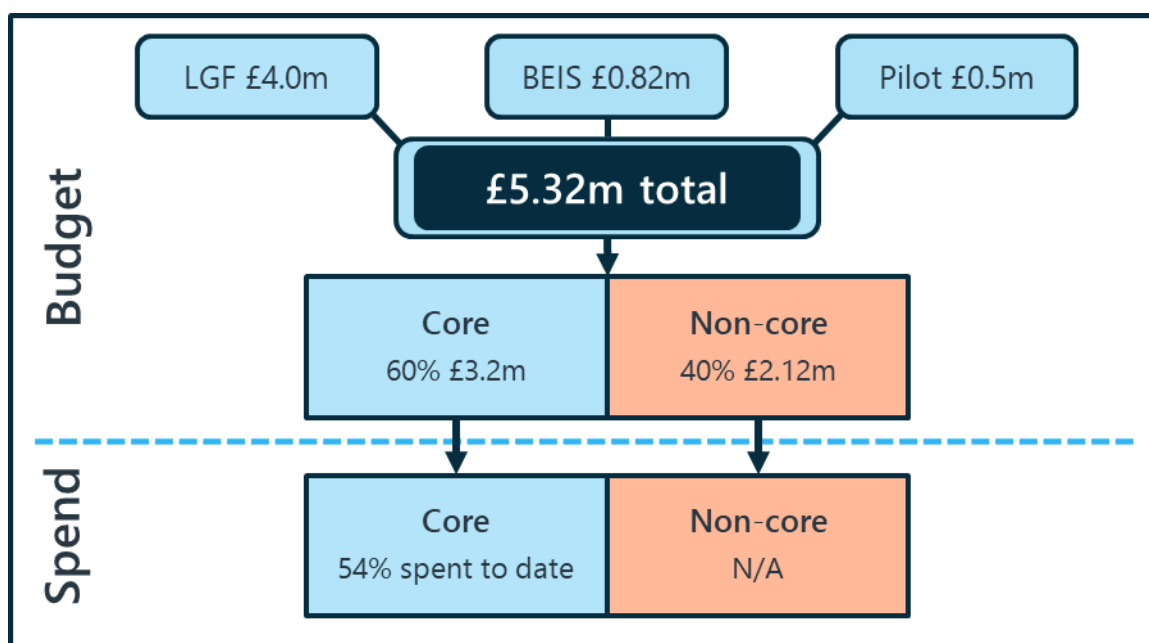 LGF £4.0m
BEIS £0.82m
Pilot £0.5m
£5.32m total
Budget
Core
60% £3.2m
Non-core
40% £2.12m
Spend
Core
54% spent to date
Non-core
N/A